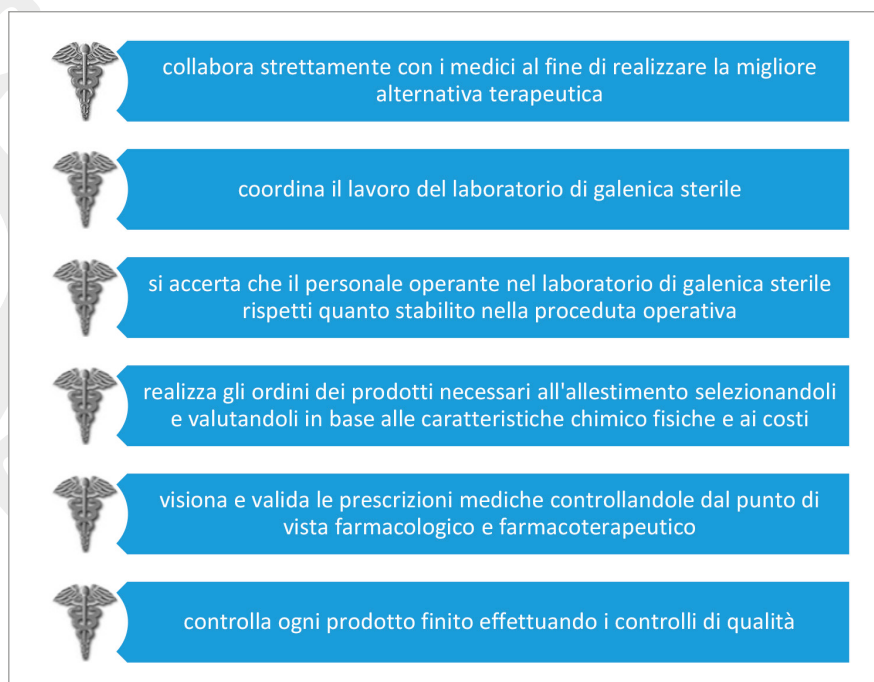 collabora strettamente con i medici al fine di realizzare la migliore
alternativa terapeutica
coordina il lavoro del laboratorio di galenica sterile
si accerta che il personale operante nel laboratorio di galenica sterile
rispetti quanto stabilito nella proceduta operativa
realizza gli ordini dei prodotti necessari all'allestimento selezionandoli
e valutandoli in base alle caratteristiche chimico fisiche e ai costi
visiona e valida le prescrizioni mediche controllandole dal punto di
vista farmacologico e farmacoterapeutico
controlla ogni prodotto finito effettuando i controlli di qualità